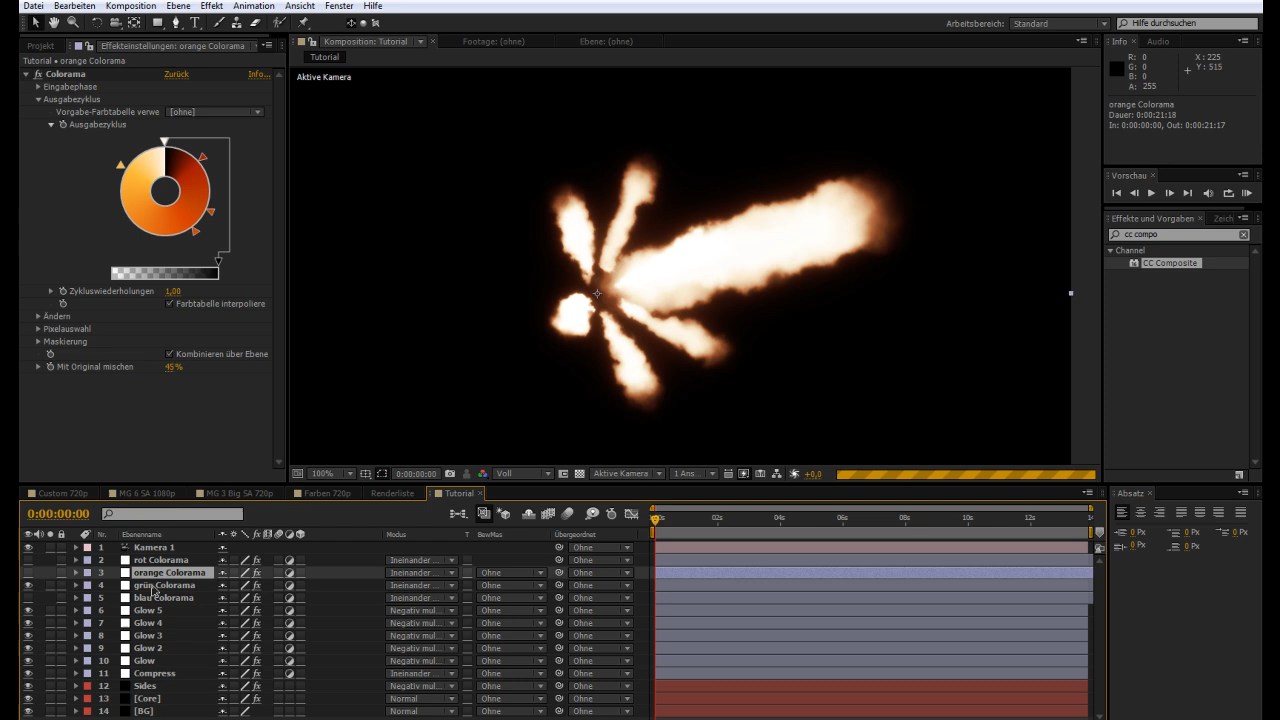 Datei Bearbeiten Komposition Ebene Effekt Animation Ansicht Fenster Hilfe
Arbeitsbereich: Standard Hilfe durchsuchen
Projekt Effekteinstellungen: orange Colorama
Tutorial • orange Colorama
fx Colorama Zurück Info...
Eingabephase
Ausgabezyklus
Vorgabe-Farbtabelle verwe [ohne]
Ausgabezyklus
Zykluswiederholungen 1,00
Farbtabelle interpoliere
Ändern
Pixelauswahl
Maskierung
Kombinieren über Ebene
Mit Original mischen 45%
Komposition: Tutorial Footage: (ohne) Ebene: (ohne)
Tutorial
Aktive Kamera
100% 0:00:00:00 Voll Aktive Kamera 1 Ans... +0,0
Info Audio
R: 0 X: 225
G: 0 Y: 515
B: 0
A: 255
orange Colorama
Dauer: 0:00:21:18
In: 0:00:00:00, Out: 0:00:21:17
Vorschau
Effekte und Vorgaben Zeich
cc compo
Channel
CC Composite
Custom 720p MG 6 SA 1080p MG 3 Big SA 720p Farben 720p Renderliste Tutorial
0:00:00:00
02s 04s 06s 08s 10s 12s
Nr. Ebenenname Modus T BewMas Übergeordnet
1 Kamera 1 Ohne
2 rot Colorama Ineinander ... Ohne
3 orange Colorama Ineinander ... Ohne Ohne
4 grün Colorama Ineinander ... Ohne Ohne
5 blau Colorama Ineinander ... Ohne Ohne
6 Glow 5 Negativ mul... Ohne Ohne
7 Glow 4 Negativ mul... Ohne Ohne
8 Glow 3 Negativ mul... Ohne Ohne
9 Glow 2 Negativ mul... Ohne Ohne
10 Glow Negativ mul... Ohne Ohne
11 Compress Ineinander ... Ohne Ohne
12 Sides Negativ mul... Ohne Ohne
13 [Core] Normal Ohne Ohne
14 [BG] Normal Ohne Ohne
Absatz
0 Px 0 Px 0 Px
0 Px 0 Px